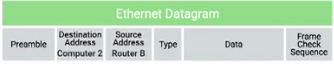 Ethernet Datagram
Preamble
Destination
Address
Computer 2
Source
Address
Router B
Type
Data
Frame
Check
Sequence